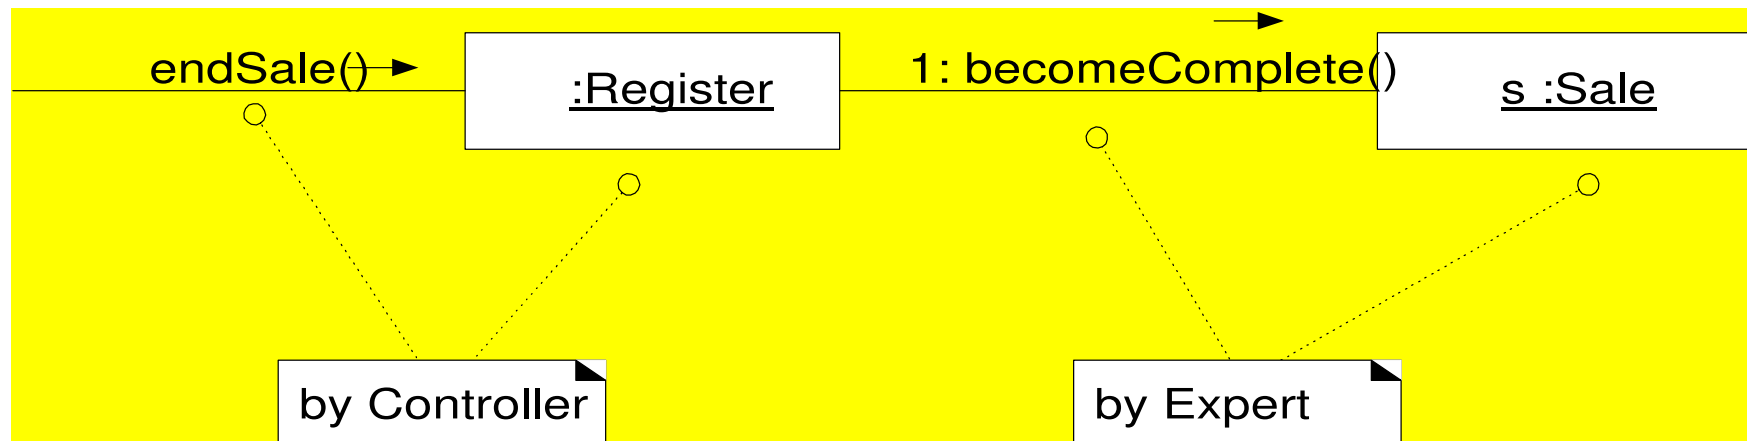 endSale()
:Register
1: becomeComplete()
s :Sale
by Controller
by Expert